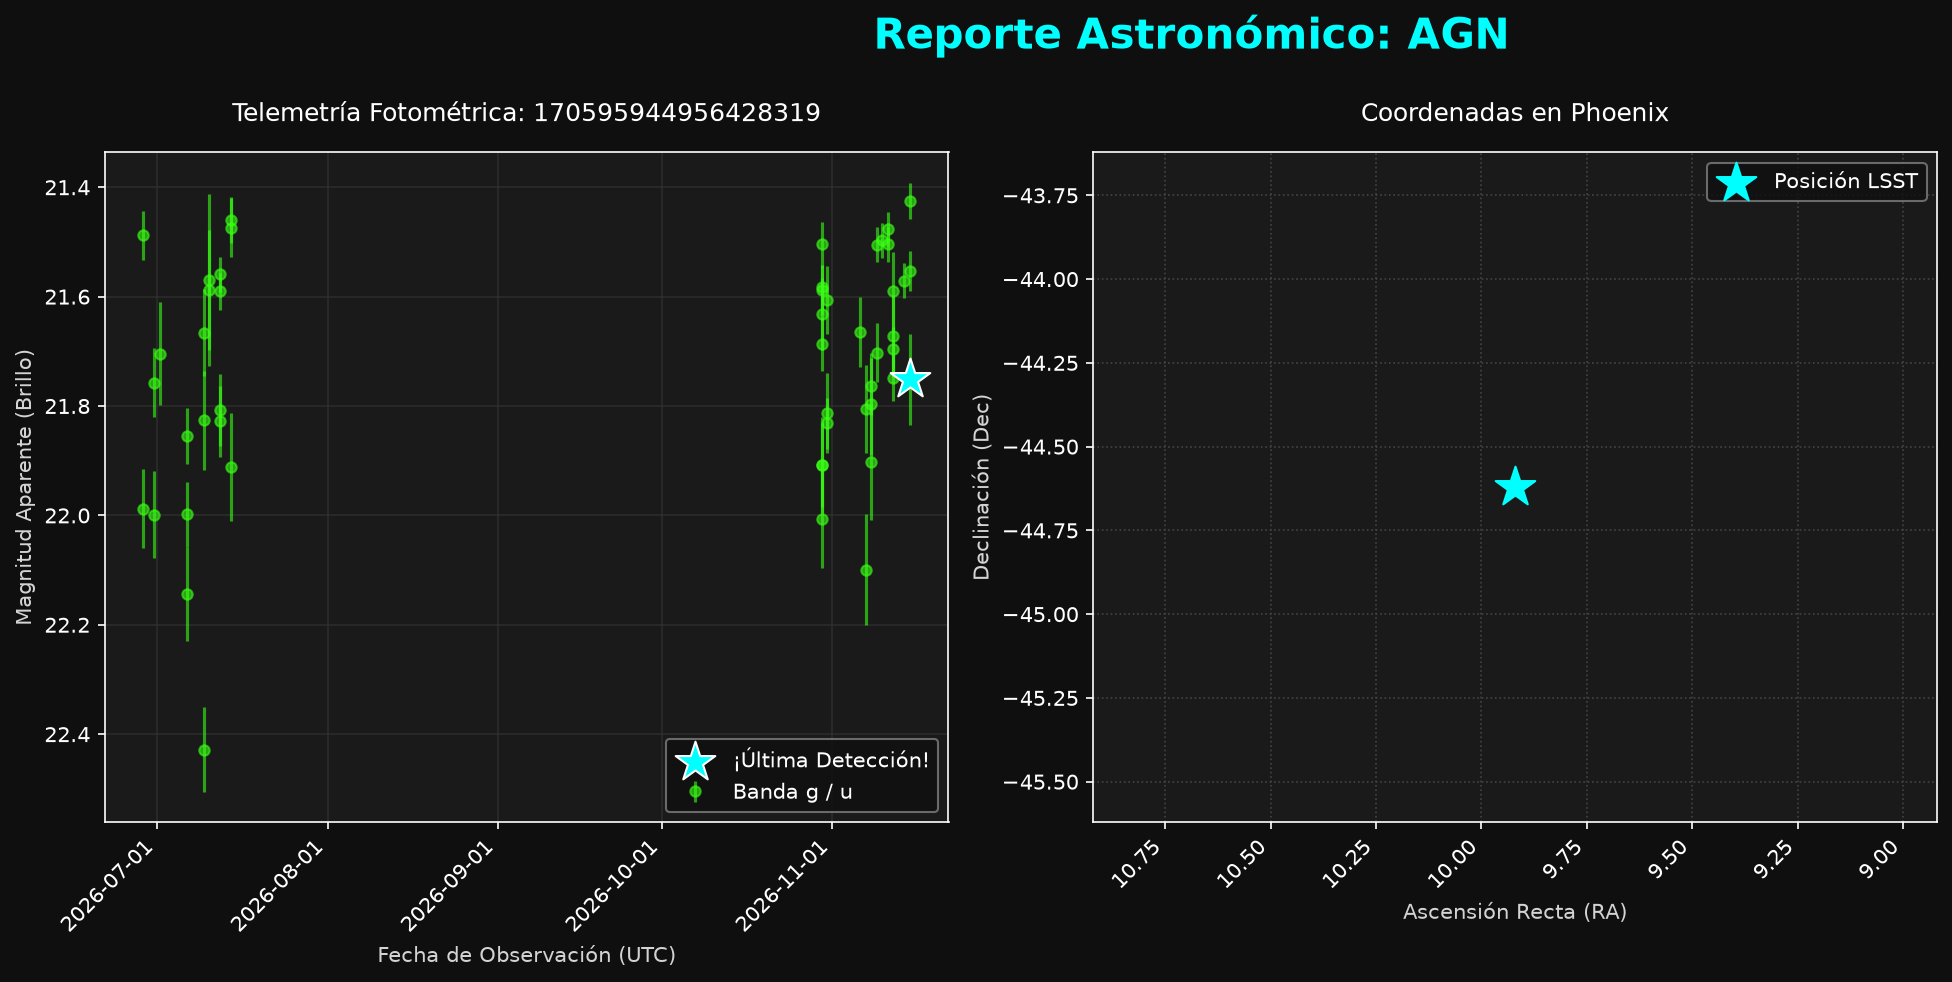 Reporte Astronómico: AGN
Telemetría Fotométrica: 170595944956428319
Magnitud Aparente (Brillo)
21.4
21.6
21.8
22.0
22.2
22.4
¡Última Detección!
Banda g / u
2026-07-01
2026-08-01
2026-09-01
2026-10-01
2026-11-01
Fecha de Observación (UTC)
Coordenadas en Phoenix
Declinación (Dec)
−43.75
−44.00
−44.25
−44.50
−44.75
−45.00
−45.25
−45.50
Posición LSST
10.75
10.50
10.25
10.00
9.75
9.50
9.25
9.00
Ascensión Recta (RA)